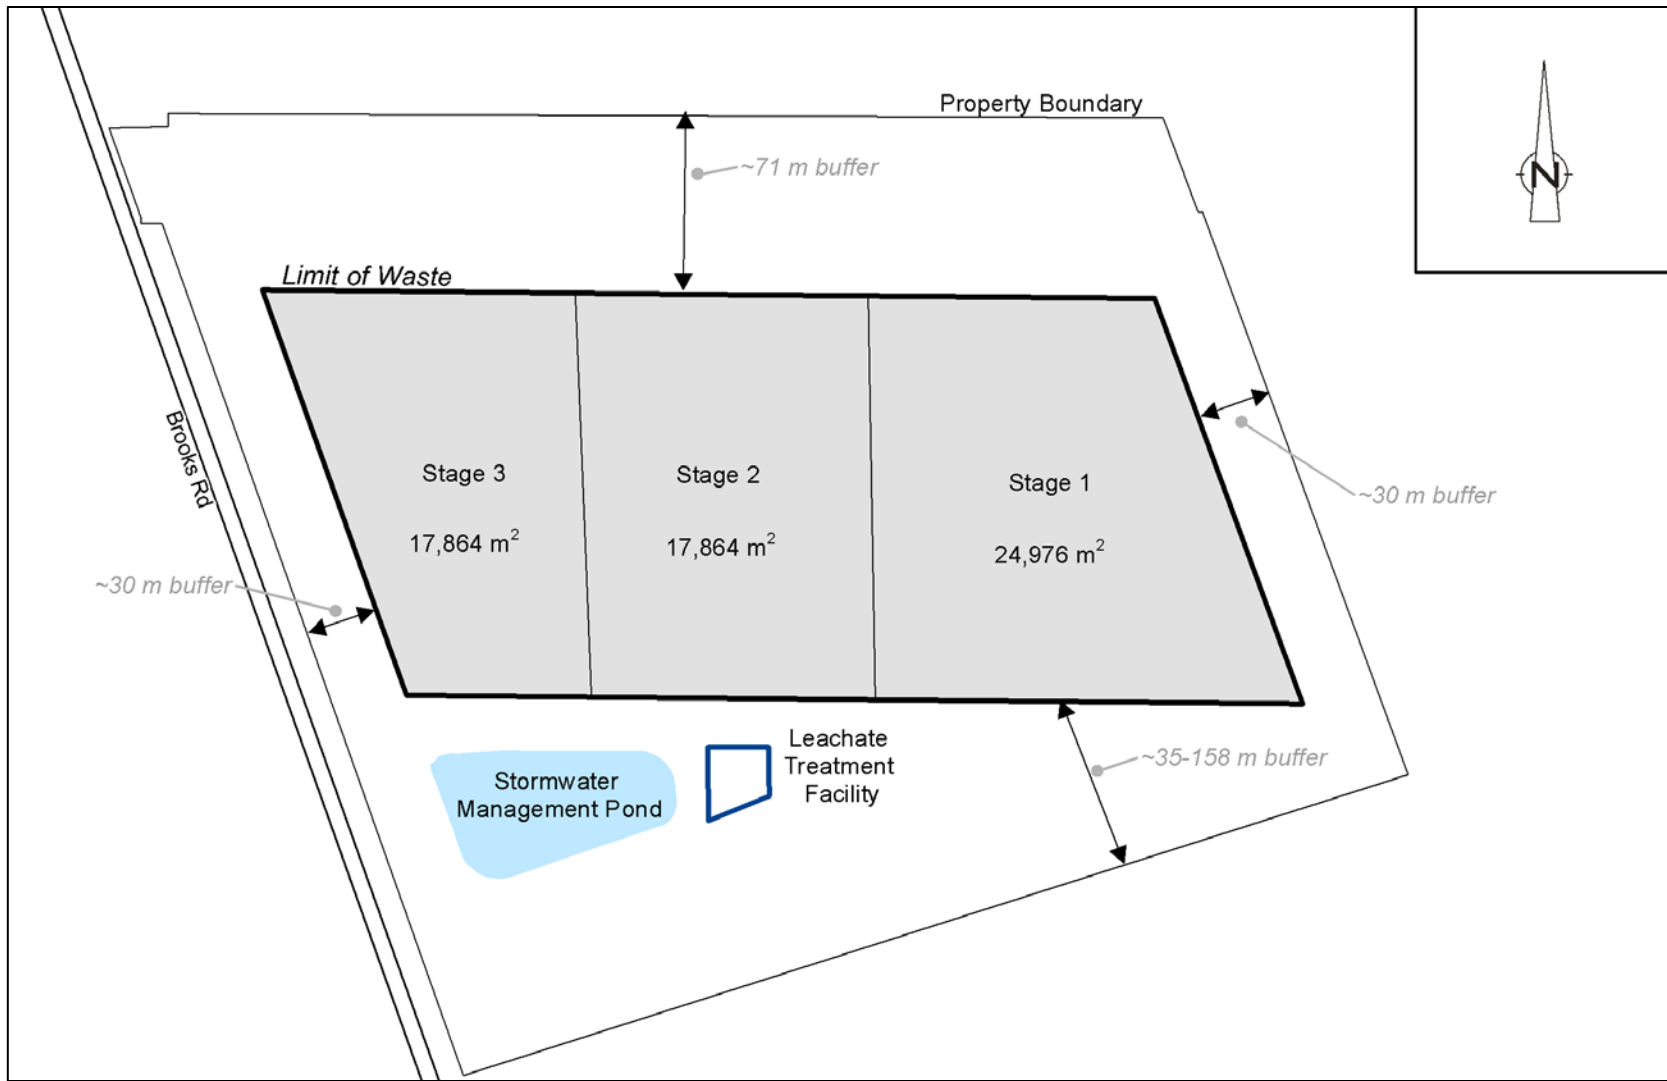 Property Boundary
~71 m buffer
N
Limit of Waste
Brooks Rd
Stage 3
17,864 m²
Stage 2
17,864 m²
Stage 1
24,976 m²
~30 m buffer
~30 m buffer
Leachate
Treatment
Facility
~35-158 m buffer
Stormwater
Management Pond